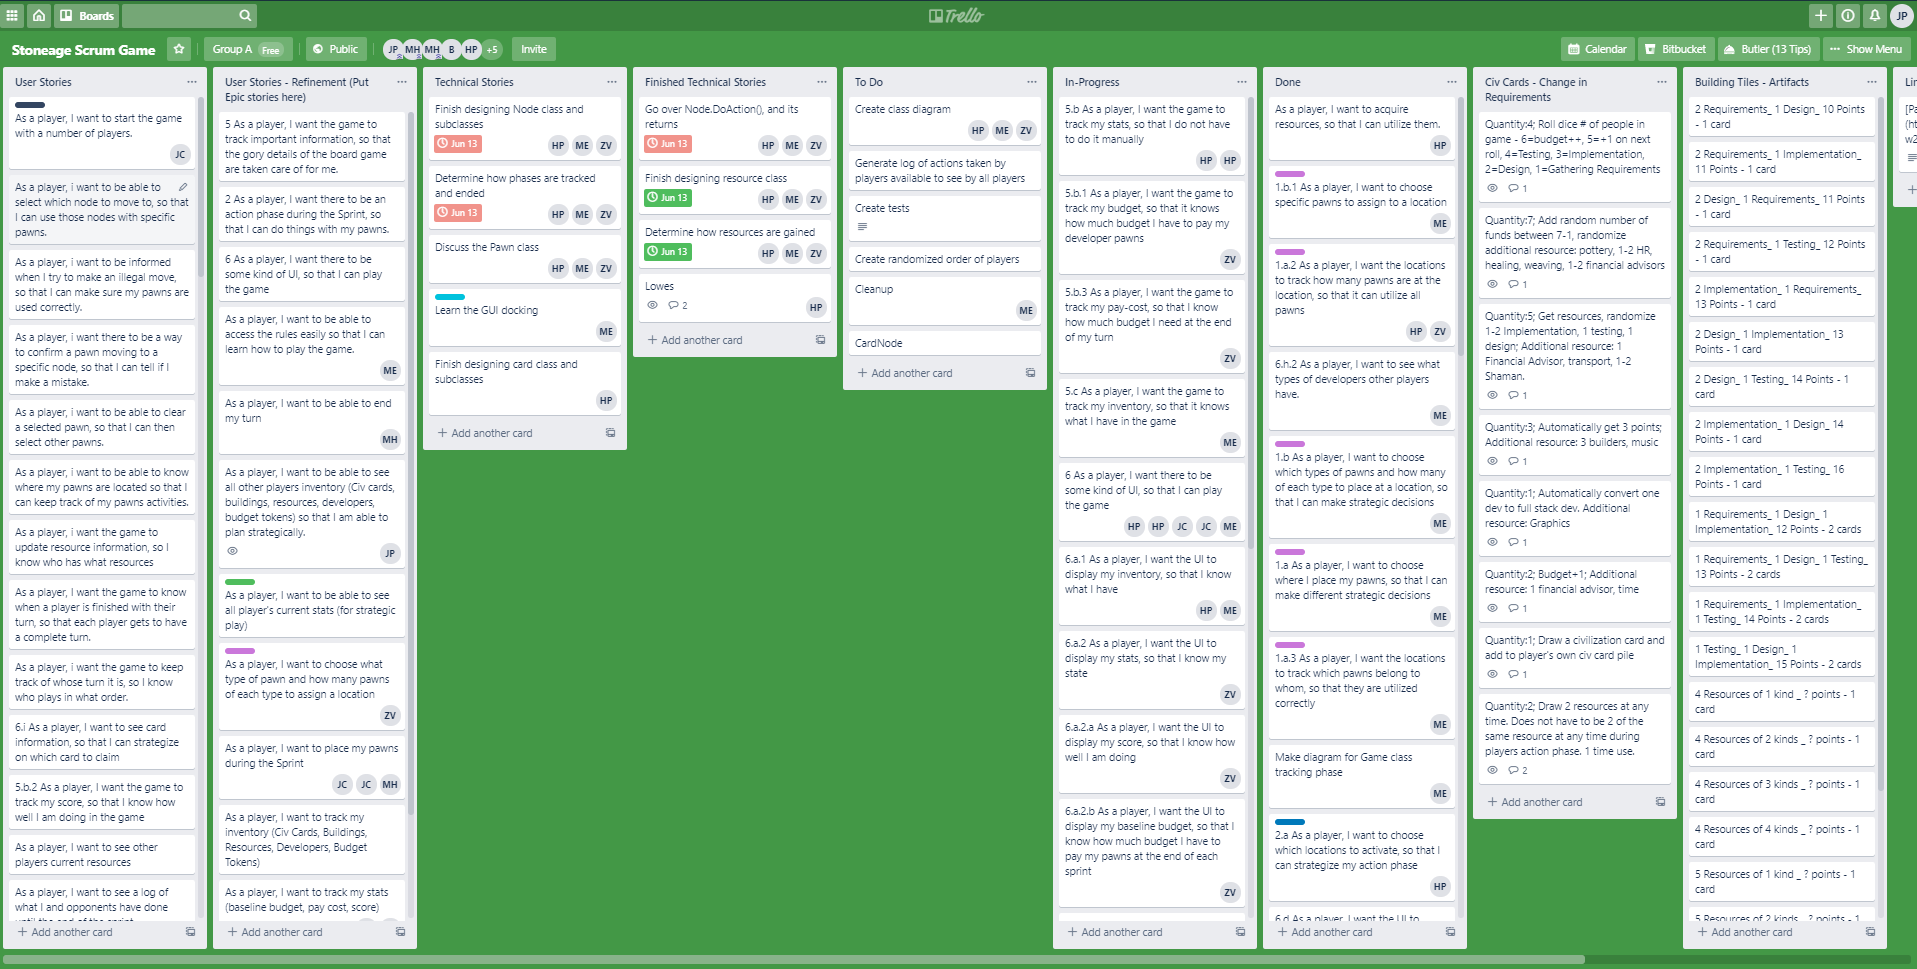 Boards
Trello
JP
Stoneage Scrum Game
Group A Free
Public
JP MH MH B HP +5
Invite
Calendar
Bitbucket
Butler (13 Tips)
Show Menu
User Stories
As a player, I want to start the game
with a number of players.
JC
As a player, i want to be able to
select which node to move to, so that
I can use those nodes with specific
pawns.
As a player, i want to be informed
when I try to make an illegal move,
so that I can make sure my pawns are
used correctly.
As a player, i want there to be a way
to confirm a pawn moving to a
specific node, so that I can tell if I
make a mistake.
As a player, i want to be able to clear
a selected pawn, so that I can then
select other pawns.
As a player, i want to be able to know
where my pawns are located so that I
can keep track of my pawns activities.
As a player, i want the game to
update resource information, so I
know who has what resources
As a player, I want the game to know
when a player is finished with their
turn, so that each player gets to have
a complete turn.
As a player, i want the game to keep
track of whose turn it is, so I know
who plays in what order.
6.i As a player, I want to see card
information, so that I can strategize
on which card to claim
5.b.2 As a player, I want the game to
track my score, so that I know how
well I am doing in the game
As a player, I want to see other
players current resources
As a player, I want to see a log of
what I and opponents have done
until the end of the sprint
Add another card
User Stories - Refinement (Put
Epic stories here)
5 As a player, I want the game to
track important information, so that
the gory details of the board game
are taken care of for me.
2 As a player, I want there to be an
action phase during the Sprint, so
that I can do things with my pawns.
6 As a player, I want there to be
some kind of UI, so that I can play
the game
As a player, I want to be able to
access the rules easily so that I can
learn how to play the game.
ME
As a player, I want to be able to end
my turn
MH
As a player, I want to be able to see
all other players inventory (Civ cards,
buildings, resources, developers,
budget tokens) so that I am able to
plan strategically.
JP
As a player, I want to be able to see
all player's current stats (for strategic
play)
As a player, I want to choose what
type of pawn and how many pawns
of each type to assign a location
ZV
As a player, I want to place my pawns
during the Sprint
JC JC MH
As a player, I want to track my
inventory (Civ Cards, Buildings,
Resources, Developers, Budget
Tokens)
As a player, I want to track my stats
(baseline budget, pay cost, score)
Add another card
Technical Stories
Finish designing Node class and
subclasses
Jun 13 HP ME ZV
Determine how phases are tracked
and ended
Jun 13 HP ME ZV
Discuss the Pawn class
HP ME ZV
Learn the GUI docking
ME
Finish designing card class and
subclasses
HP
Add another card
Finished Technical Stories
Go over Node.DoAction(), and its
returns
Jun 13 HP ME ZV
Finish designing resource class
Jun 13 HP ME ZV
Determine how resources are gained
Jun 13 HP ME ZV
Lowes
2 HP
Add another card
To Do
Create class diagram
HP ME ZV
Generate log of actions taken by
players available to see by all players
Create tests
Create randomized order of players
Cleanup
ME
CardNode
Add another card
In-Progress
5.b As a player, I want the game to
track my stats, so that I do not have
to do it manually
HP HP
5.b.1 As a player, I want the game to
track my budget, so that it knows
how much budget I have to pay my
developer pawns
ZV
5.b.3 As a player, I want the game to
track my pay-cost, so that I know
how much budget I need at the end
of my turn
ZV
5.c As a player, I want the game to
track my inventory, so that it knows
what I have in the game
ME
6 As a player, I want there to be
some kind of UI, so that I can play
the game
HP HP JC JC ME
6.a.1 As a player, I want the UI to
display my inventory, so that I know
what I have
HP ME
6.a.2 As a player, I want the UI to
display my stats, so that I know my
state
ZV
6.a.2.a As a player, I want the UI to
display my score, so that I know how
well I am doing
ZV
6.a.2.b As a player, I want the UI to
display my baseline budget, so that I
know how much budget I have to
pay my pawns at the end of each
sprint
ZV
Add another card
Done
As a player, I want to acquire
resources, so that I can utilize them.
HP
1.b.1 As a player, I want to choose
specific pawns to assign to a location
ME
1.a.2 As a player, I want the locations
to track how many pawns are at the
location, so that it can utilize all
pawns
HP ZV
6.h.2 As a player, I want to see what
types of developers other players
have.
ME
1.b As a player, I want to choose
which types of pawns and how many
of each type to place at a location, so
that I can make strategic decisions
ME
1.a As a player, I want to choose
where I place my pawns, so that I can
make different strategic decisions
ME
1.a.3 As a player, I want the locations
to track which pawns belong to
whom, so that they are utilized
correctly
ME
Make diagram for Game class
tracking phase
ME
2.a As a player, I want to choose
which locations to activate, so that I
can strategize my action phase
HP
6.d As a player, I want the UI to
Add another card
Civ Cards - Change in
Requirements
Quantity:4; Roll dice # of people in
game - 6=budget++, 5=+1 on next
roll, 4=Testing, 3=Implementation,
2=Design, 1=Gathering Requirements
1
Quantity:7; Add random number of
funds between 7-1, randomize
additional resource: pottery, 1-2 HR,
healing, weaving, 1-2 financial advisors
1
Quantity:5; Get resources, randomize
1-2 Implementation, 1 testing, 1
design; Additional resource: 1
Financial Advisor, transport, 1-2
Shaman.
1
Quantity:3; Automatically get 3 points;
Additional resource: 3 builders, music
1
Quantity:1; Automatically convert one
dev to full stack dev. Additional
resource: Graphics
1
Quantity:2; Budget+1; Additional
resource: 1 financial advisor, time
1
Quantity:1; Draw a civilization card and
add to player's own civ card pile
1
Quantity:2; Draw 2 resources at any
time. Does not have to be 2 of the
same resource at any time during
players action phase. 1 time use.
2
Add another card
Building Tiles - Artifacts
2 Requirements_ 1 Design_ 10 Points
- 1 card
2 Requirements_ 1 Implementation_
11 Points - 1 card
2 Design_ 1 Requirements_ 11 Points
- 1 card
2 Requirements_ 1 Testing_ 12 Points
- 1 card
2 Implementation_ 1 Requirements_
13 Points - 1 card
2 Design_ 1 Implementation_ 13
Points - 1 card
2 Design_ 1 Testing_ 14 Points - 1
card
2 Implementation_ 1 Design_ 14
Points - 1 card
2 Implementation_ 1 Testing_ 16
Points - 1 card
1 Requirements_ 1 Design_ 1
Implementation_ 12 Points - 2 cards
1 Requirements_ 1 Design_ 1 Testing_
13 Points - 2 cards
1 Requirements_ 1 Implementation_
1 Testing_ 14 Points - 2 cards
1 Testing_ 1 Design_ 1
Implementation_ 15 Points - 2 cards
4 Resources of 1 kind _ ? points - 1
card
4 Resources of 2 kinds _ ? points - 1
card
4 Resources of 3 kinds _ ? points - 1
card
4 Resources of 4 kinds _ ? points - 1
card
5 Resources of 1 kind _ ? points - 1
card
5 Resources of 2 kinds _ ? points - 1
Add another card